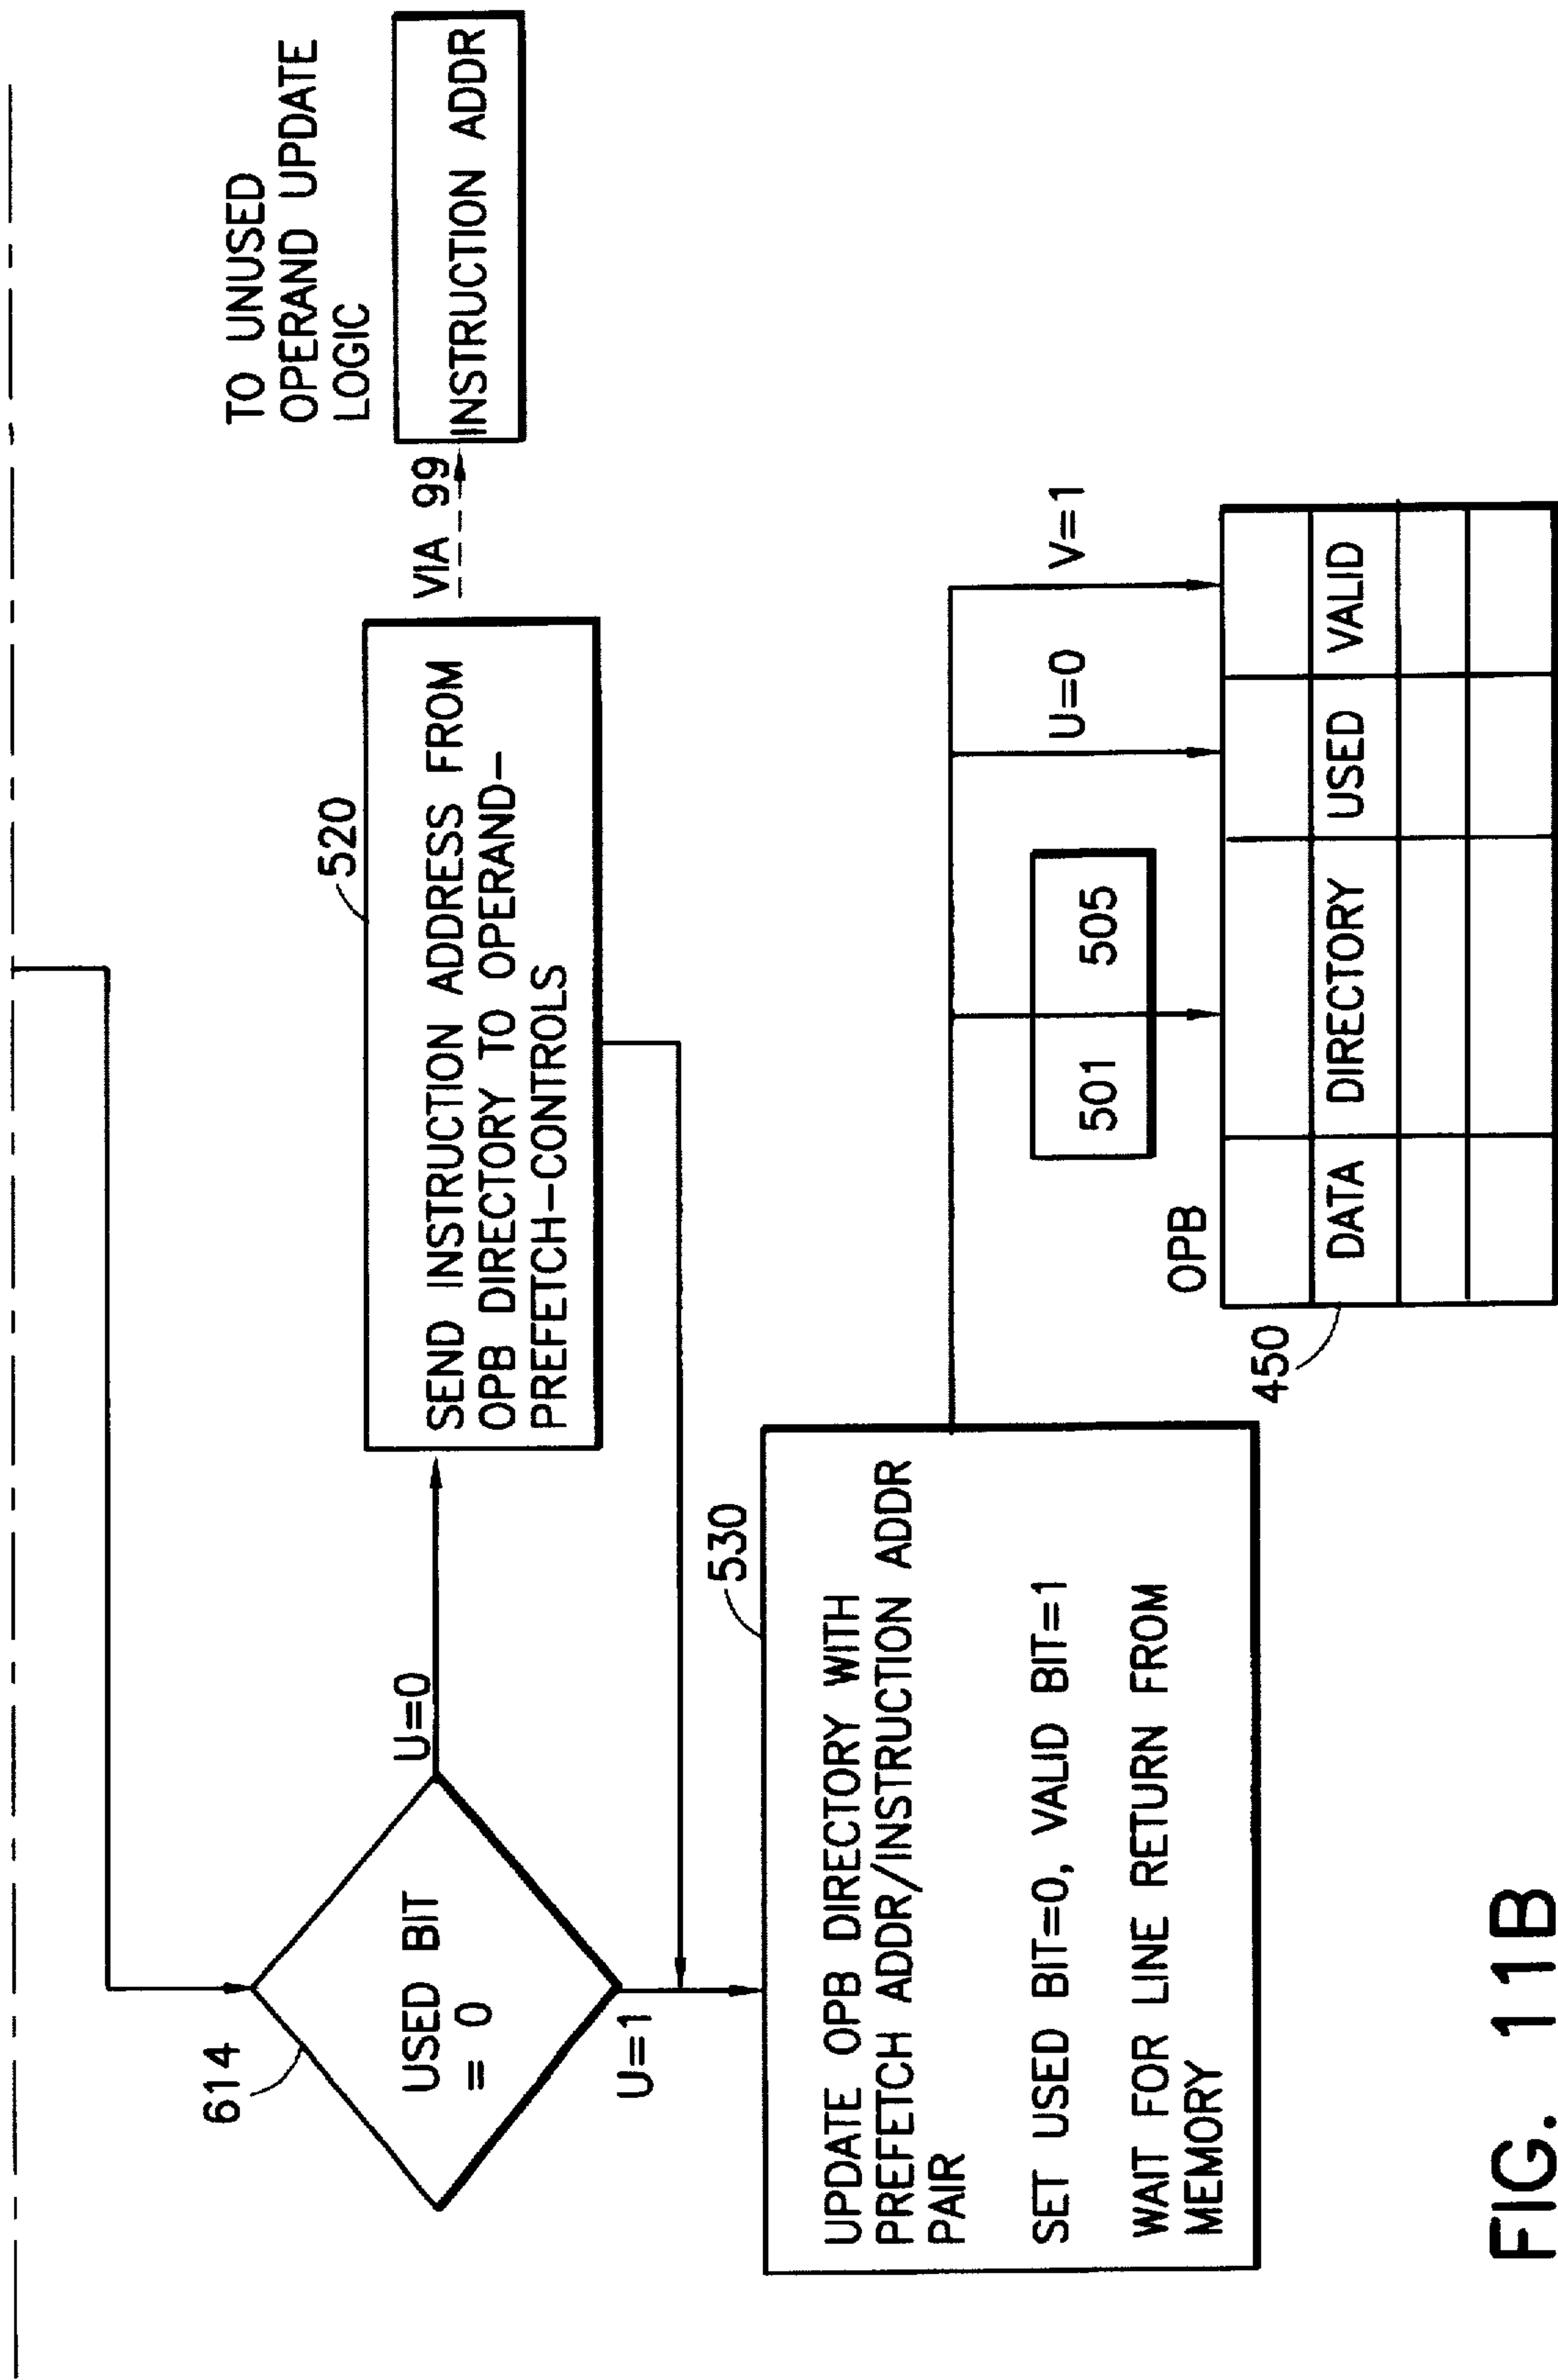 TO UNUSED
OPERAND UPDATE
LOGIC
614
USED BIT
= 0
U=0
U=1
520
SEND INSTRUCTION ADDRESS FROM
OPB DIRECTORY TO OPERAND-
PREFETCH-CONTROLS
VIA 99
INSTRUCTION ADDR
530
UPDATE OPB DIRECTORY WITH
PREFETCH ADDR/INSTRUCTION ADDR
PAIR
SET USED BIT=0, VALID BIT=1
WAIT FOR LINE RETURN FROM
MEMORY
501 505
U=0
V=1
OPB
450
DATA DIRECTORY USED VALID
FIG. 11B